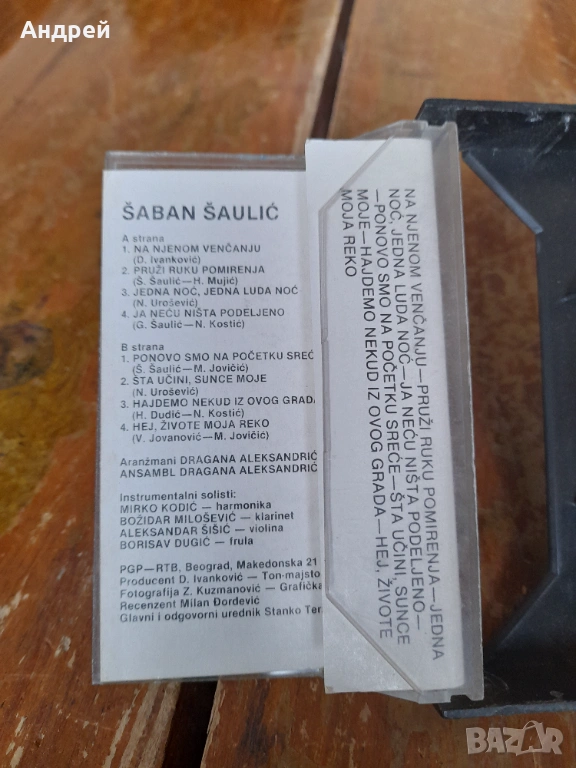 Андрей
ŠABAN ŠAULIĆ
A strana
1. NA NJENOM VENČANJU
(D. Ivanković)
2. PRUŽI RUKU POMIRENJA
(Š. Šaulić—H. Mujić)
3. JEDNA NOĆ, JEDNA LUDA NOĆ
(N. Urošević)
4. JA NEĆU NIŠTA PODELJENO
(G. Šaulić—N. Kostić)
B strana
1. PONOVO SMO NA POČETKU SREĆ
(Š. Šaulić—M. Jovičić)
2. ŠTA UČINI, SUNCE MOJE
(N. Urošević)
3. HAJDEMO NEKUD IZ OVOG GRADA
(H. Dudić—N. Kostić)
4. HEJ, ŽIVOTE MOJA REKO
(V. Jovanović—M. Jovičić)
Aranžmani DRAGANA ALEKSANDRIĆ
ANSAMBL DRAGANA ALEKSANDRIĆ
Instrumentalni solisti:
MIRKO KODIĆ — harmonika
BOŽIDAR MILOŠEVIĆ — klarinet
ALEKSANDAR ŠIŠIĆ — violina
BORISAV DUGIĆ — frula
PGP—RTB, Beograd, Makedonska 21
Producent D. Ivanković — Ton-majsto
Fotografija Z. Kuzmanović — Grafička
Recenzent Milan Đorđević
Glavni i odgovorni urednik Stanko Ter
NA NJENOM VENČANJU—PRUŽI RUKU POMIRENJA—JEDNA
NOĆ, JEDNA LUDA NOĆ—JA NEĆU NIŠTA PODELJENO—
—PONOVO SMO NA POČETKU SREĆE—ŠTA UČINI, SUNCE
MOJE—HAJDEMO NEKUD IZ OVOG GRADA—HEJ, ŽIVOTE
MOJA REKO
BAZAR